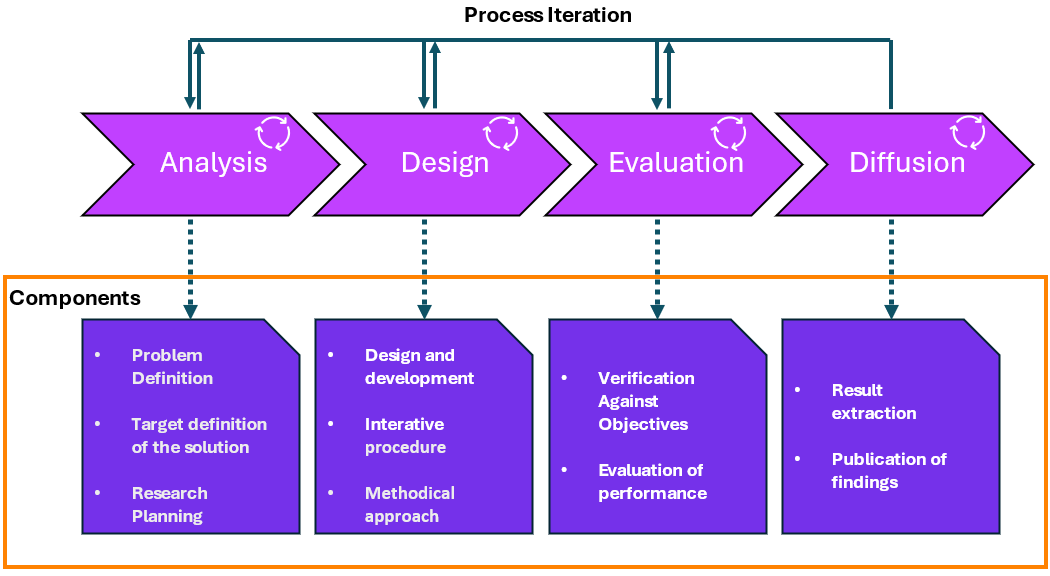 Process Iteration
Analysis
Design
Evaluation
Diffusion
Components
• Problem
Definition
• Target definition
of the solution
• Research
Planning
• Design and
development
• Interative
procedure
• Methodical
approach
• Verification
Against
Objectives
• Evaluation of
performance
• Result
extraction
• Publication of
findings